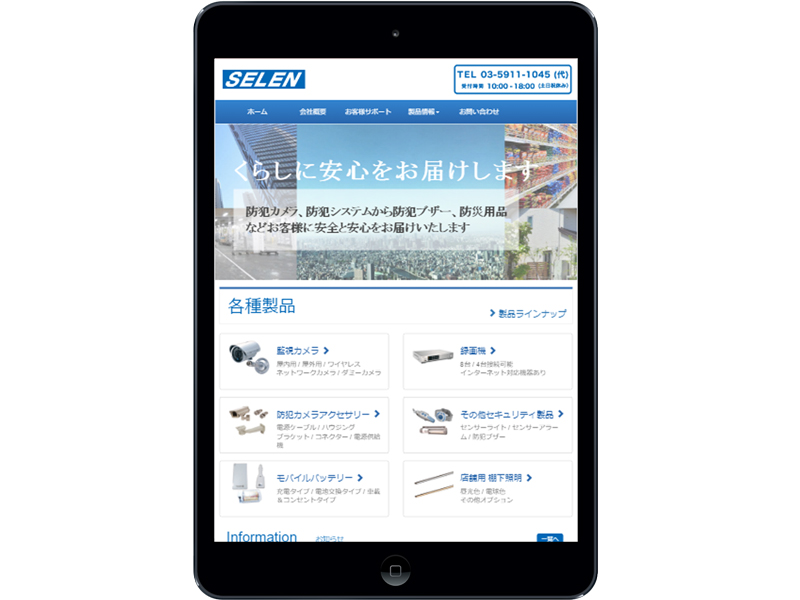 SELEN
TEL 03-5911-1045 (代)
受付時間 10:00 - 18:00 (土日祝休み)
ホーム 会社概要 お客様サポート 製品情報 お問い合わせ
くらしに安心をお届けします
防犯カメラ、防犯システムから防犯ブザー、防災用品
などお客様に安全と安心をお届けいたします
各種製品
製品ラインナップ
監視カメラ
屋内用 / 屋外用 / ワイヤレス
ネットワークカメラ / ダミーカメラ
録画機
8台 / 4台接続可能
インターネット対応機器あり
防犯カメラアクセサリー
電源ケーブル / ハウジング
ブラケット / コネクター / 電源供給
機
その他セキュリティ製品
センサーライト / センサーアラー
ム / 防犯ブザー
モバイルバッテリー
充電タイプ / 電池交換タイプ / 金融
＆コンセントタイプ
店舗用 棚下照明
昼光色 / 電球色
その他オプション
Information お知らせ
一覧へ